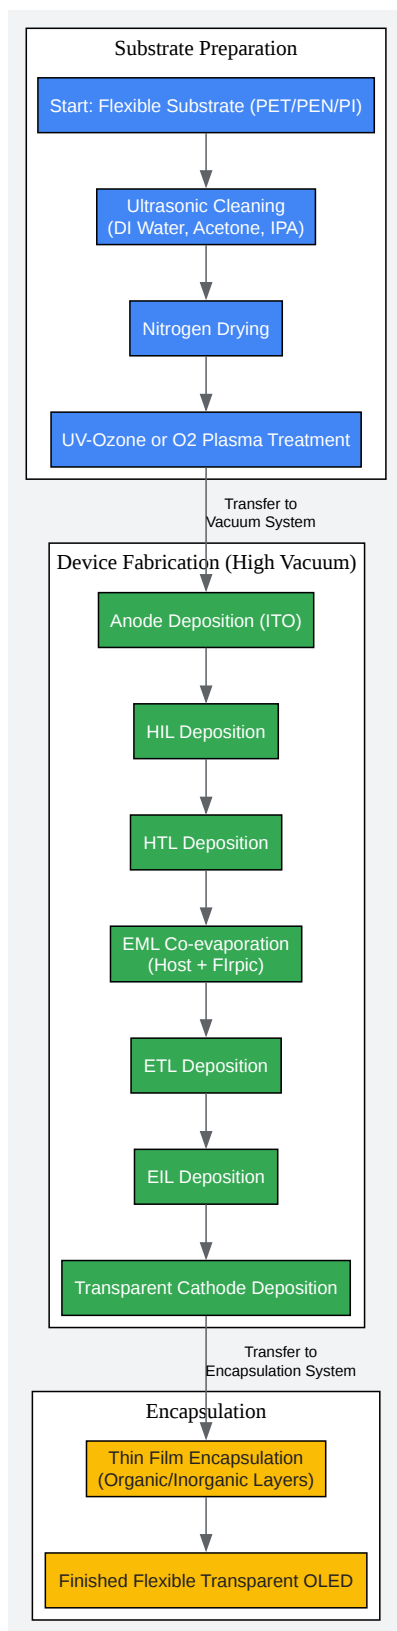 Substrate Preparation
Start: Flexible Substrate (PET/PEN/PI)
Ultrasonic Cleaning
(DI Water, Acetone, IPA)
Nitrogen Drying
UV-Ozone or O2 Plasma Treatment
Transfer to
Vacuum System
Device Fabrication (High Vacuum)
Anode Deposition (ITO)
HIL Deposition
HTL Deposition
EML Co-evaporation
(Host + FIrpic)
ETL Deposition
EIL Deposition
Transparent Cathode Deposition
Transfer to
Encapsulation System
Encapsulation
Thin Film Encapsulation
(Organic/Inorganic Layers)
Finished Flexible Transparent OLED